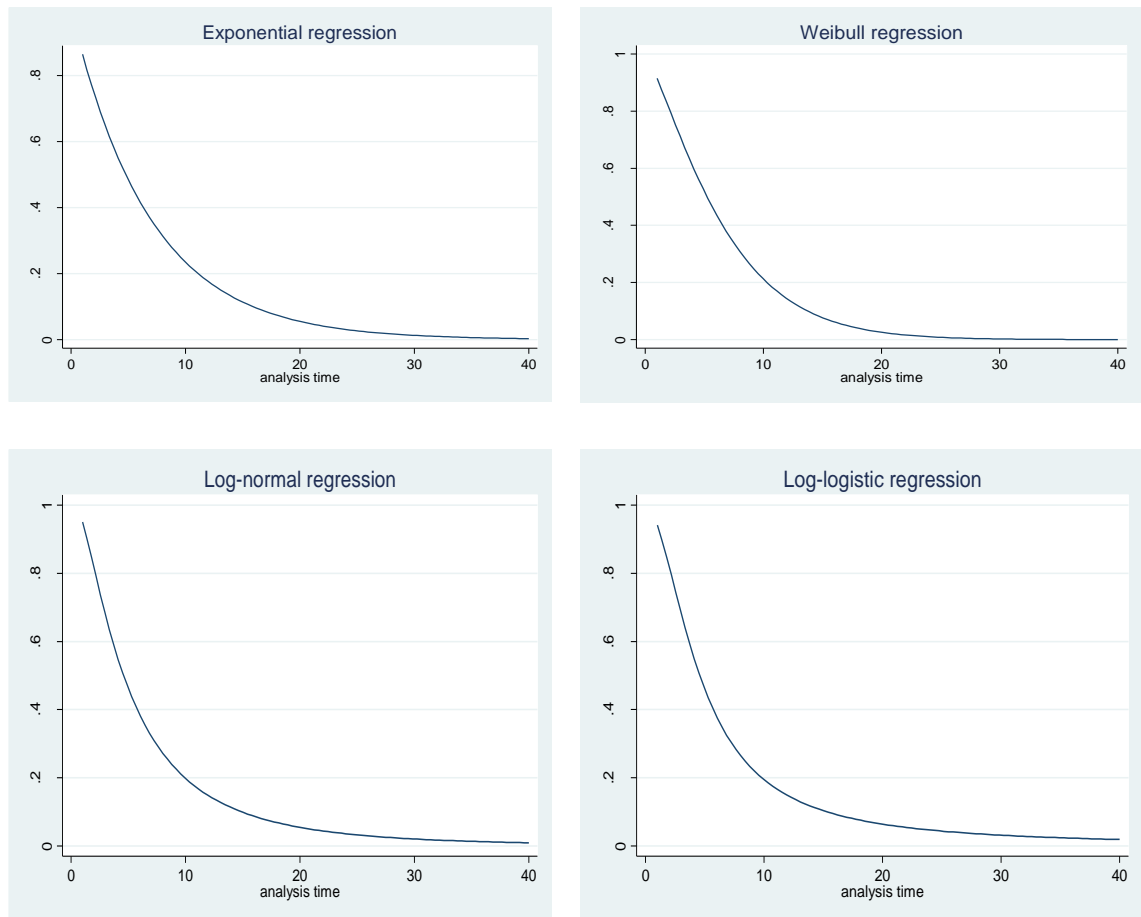 Exponential regression
.8
.6
.4
.2
0
0 10 20 30 40
analysis time
Weibull regression
1
.8
.6
.4
.2
0
0 10 20 30 40
analysis time
Log-normal regression
1
.8
.6
.4
.2
0
0 10 20 30 40
analysis time
Log-logistic regression
1
.8
.6
.4
.2
0
0 10 20 30 40
analysis time